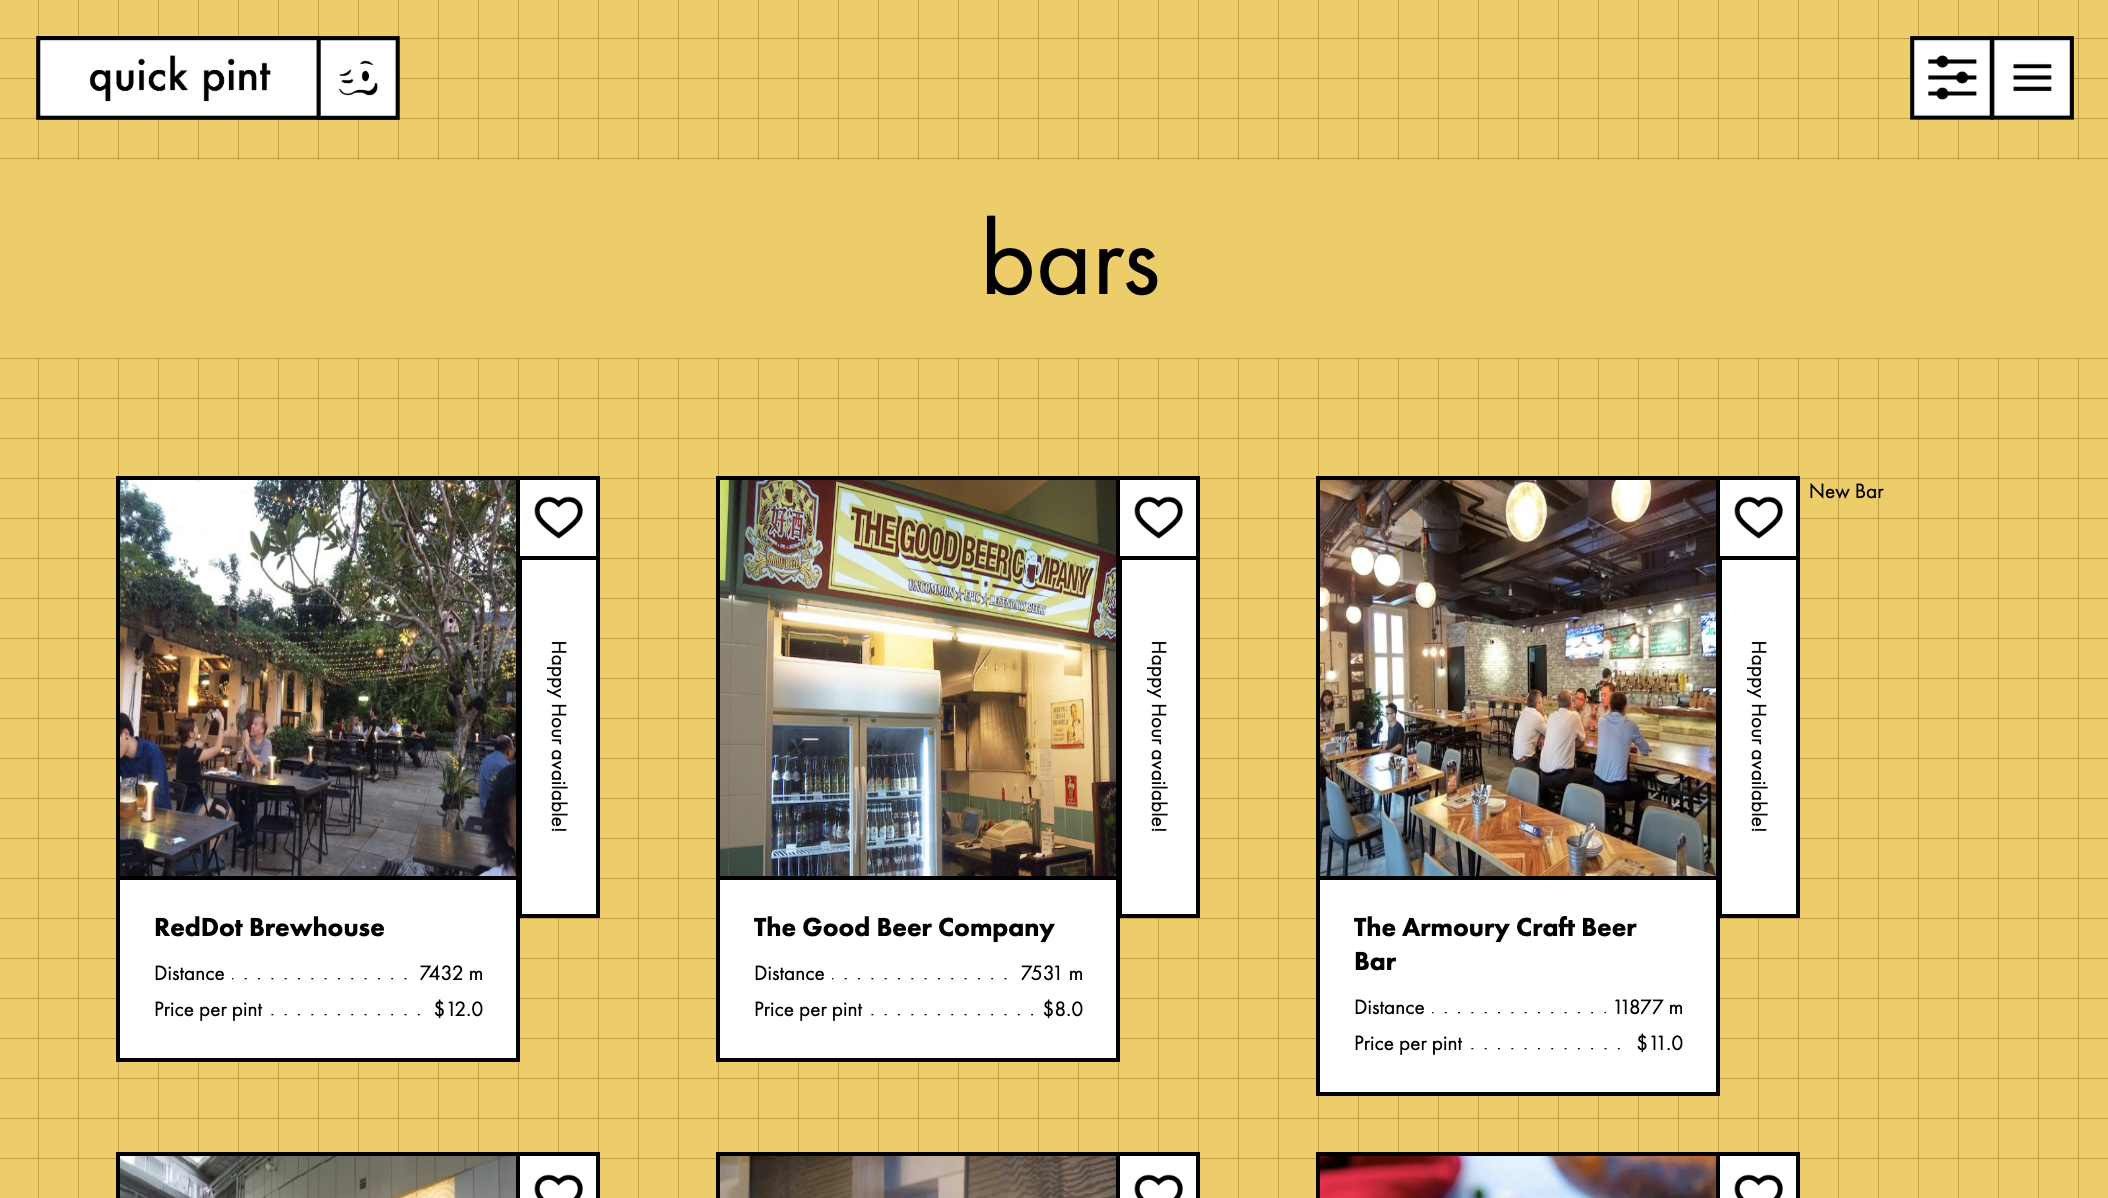 quick pint
bars
New Bar
好酒
THE GOOD BEER COMPANY
UNCOMMON ★ EPIC ★ LEGENDARY BEERS
Happy Hour available!
Happy Hour available!
Happy Hour available!
RedDot Brewhouse
Distance . . . . . . . . . . . . . . 7432 m
Price per pint . . . . . . . . . . . . $12.0
The Good Beer Company
Distance . . . . . . . . . . . . . . 7531 m
Price per pint . . . . . . . . . . . . . $8.0
The Armoury Craft Beer
Bar
Distance . . . . . . . . . . . . . . 11877 m
Price per pint . . . . . . . . . . . . $11.0